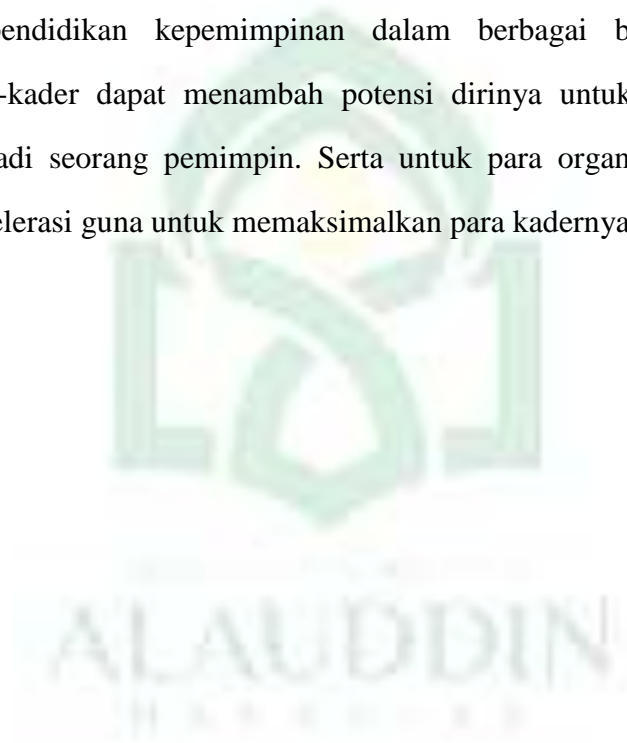 pendidikan kepemimpinan dalam berbagai b
-kader dapat menambah potensi dirinya untuk
adi seorang pemimpin. Serta untuk para organ
elerasi guna untuk memaksimalkan para kadernya
ALAUDDIN